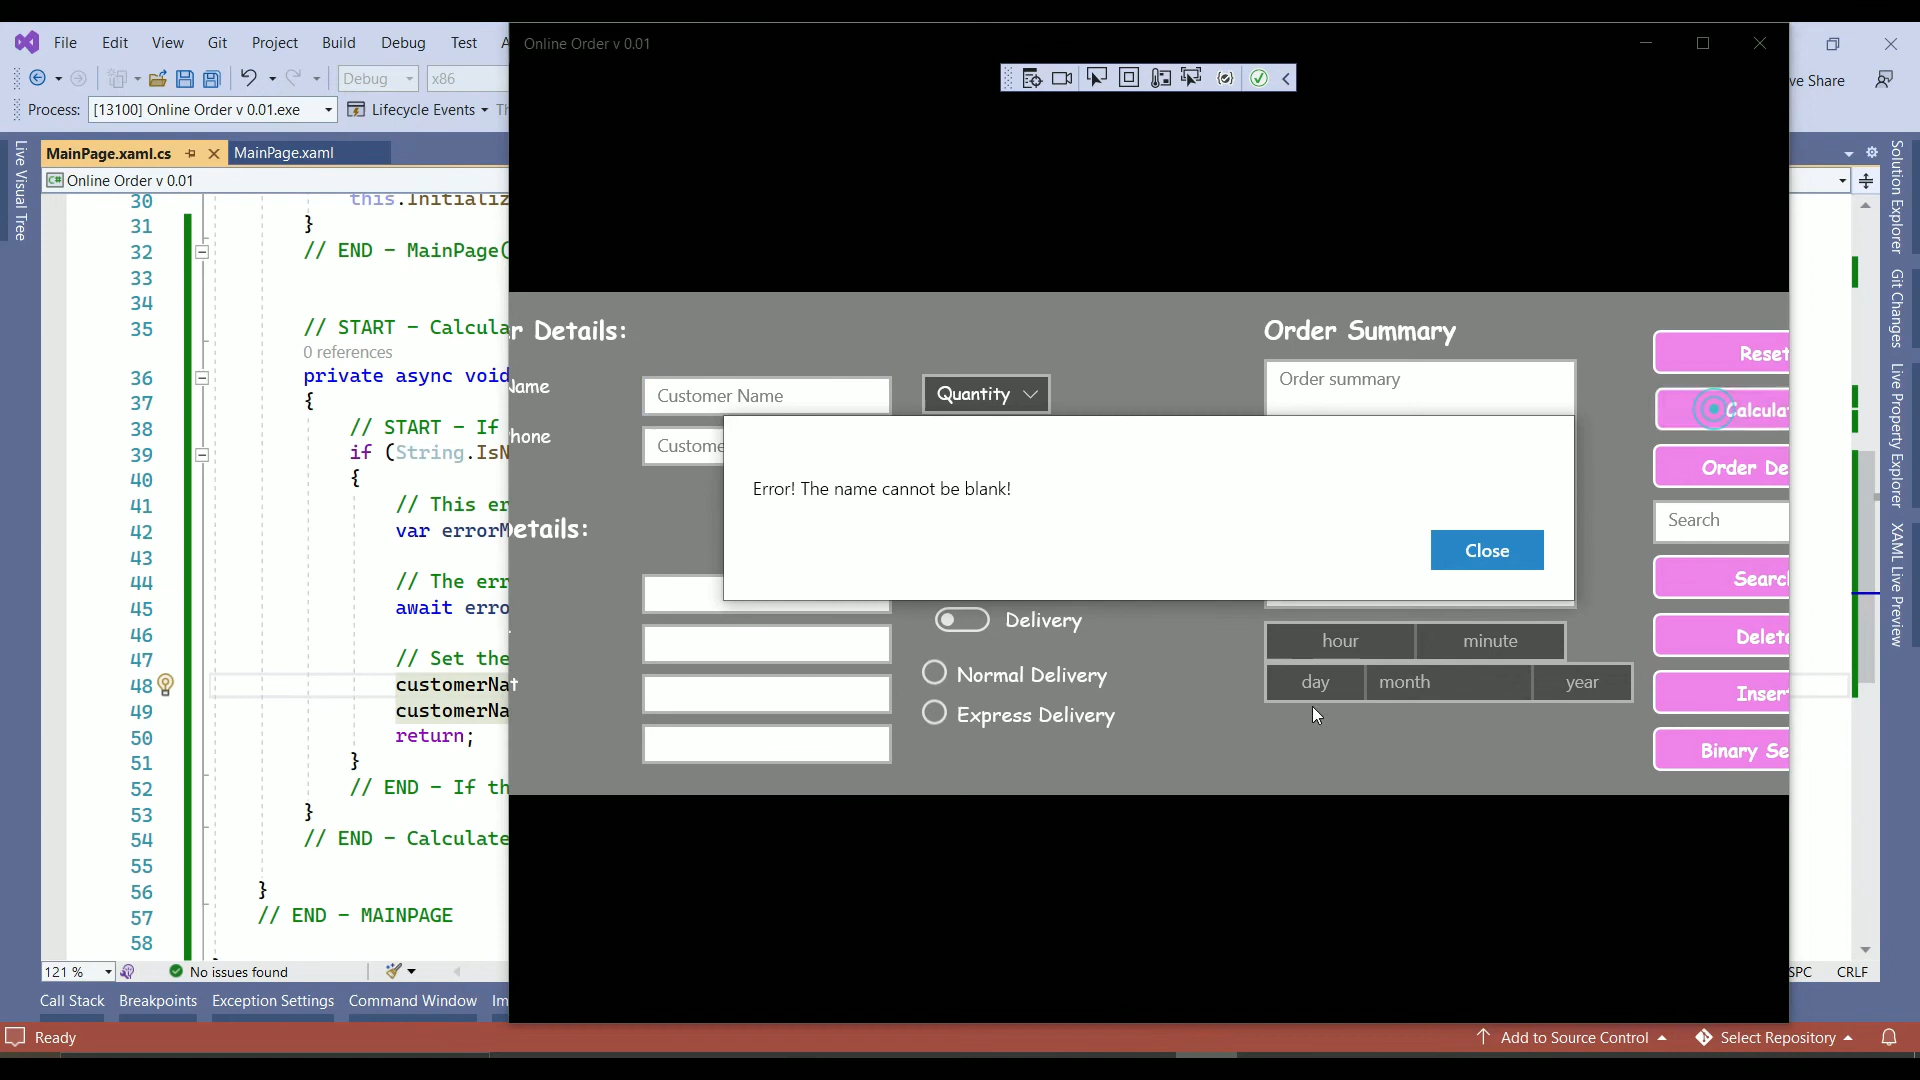 File Edit View Git Project Build Debug Test A
Online Order v 0.01
Debug x86
ve Share
Process: [13100] Online Order v 0.01.exe Lifecycle Events Th
Live Visual Tree
MainPage.xaml.cs MainPage.xaml
Online Order v 0.01
30 this.Initializ
31 }
32 // END - MainPage(
33
34
35 // START - Calcula
0 references
36 private async void
37 {
38 // START - If
39 if (String.IsN
40 {
41 // This er
42 var errorM
43
44 // The err
45 await erro
46
47 // Set the
48 customerNa
49 customerNa
50 return;
51 }
52 // END - If th
53 }
54 // END - Calculate
55
56 }
57 // END - MAINPAGE
58
r Details:
Name
Customer Name
Quantity
hone
Custome
etails:
t
Error! The name cannot be blank!
Close
Delivery
Normal Delivery
Express Delivery
Order Summary
Order summary
hour minute
day month year
Reset
Calculat
Order De
Search
Searc
Delete
Inser
Binary Se
Solution Explorer
Git Changes
Live Property Explorer
XAML Live Preview
121 % No issues found
SPC CRLF
Call Stack Breakpoints Exception Settings Command Window Im
Ready
Add to Source Control Select Repository